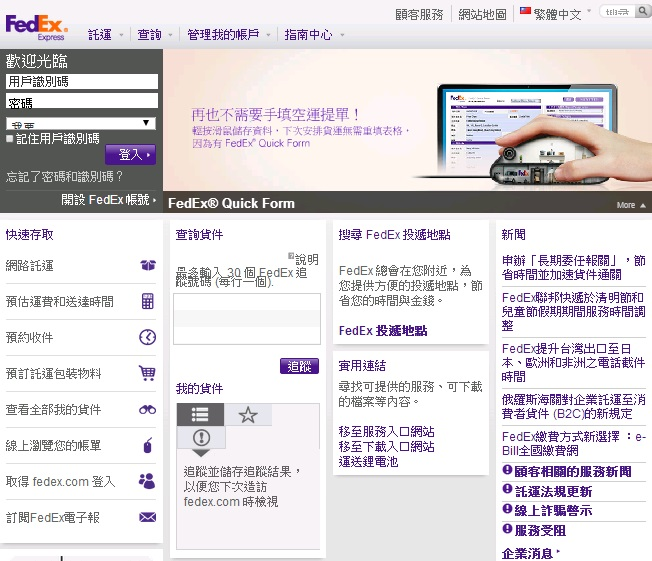 FedEx®
Express
顧客服務
網站地圖
繁體中文
搜尋
託運
查詢
管理我的帳戶
指南中心
歡迎光臨
用戶識別碼
密碼
我要
記住用戶識別碼
登入
忘記了密碼和識別碼？
開設 FedEx 帳號
再也不需要手填空運提單！
輕按滑鼠儲存資料，下次安排貨運無需重填表格，
因為有 FedEx® Quick Form
FedEx® Quick Form
More
快速存取
網路託運
預估運費和送達時間
預約收件
預訂託運包裝物料
查看全部我的貨件
線上瀏覽您的帳單
取得 fedex.com 登入
訂閱FedEx電子報
查詢貨件
說明
最多輸入 30 個 FedEx 追
蹤號碼 (每行一個).
追蹤
我的貨件
追蹤並儲存追蹤結果，
以便您下次造訪
fedex.com 時檢視
搜尋 FedEx 投遞地點
FedEx 總會在您附近，為
您提供方便的投遞地點，節
省您的時間與金錢。
FedEx 投遞地點
實用連結
尋找可提供的服務、可下載
的檔案等內容。
移至服務入口網站
移至下載入口網站
運送鋰電池
新聞
申辦「長期委任報關」，節
省時間並加速貨件通關
FedEx聯邦快遞於清明節和
兒童節假期期間服務時間調
整
FedEx提升台灣出口至日
本、歐洲和非洲之電話截件
時間
俄羅斯海關對企業託運至消
費者貨件 (B2C)的新規定
FedEx繳費方式新選擇 ：e-
Bill全國繳費網
顧客相關的服務新聞
託運法規更新
線上詐騙警示
服務受阻
企業消息